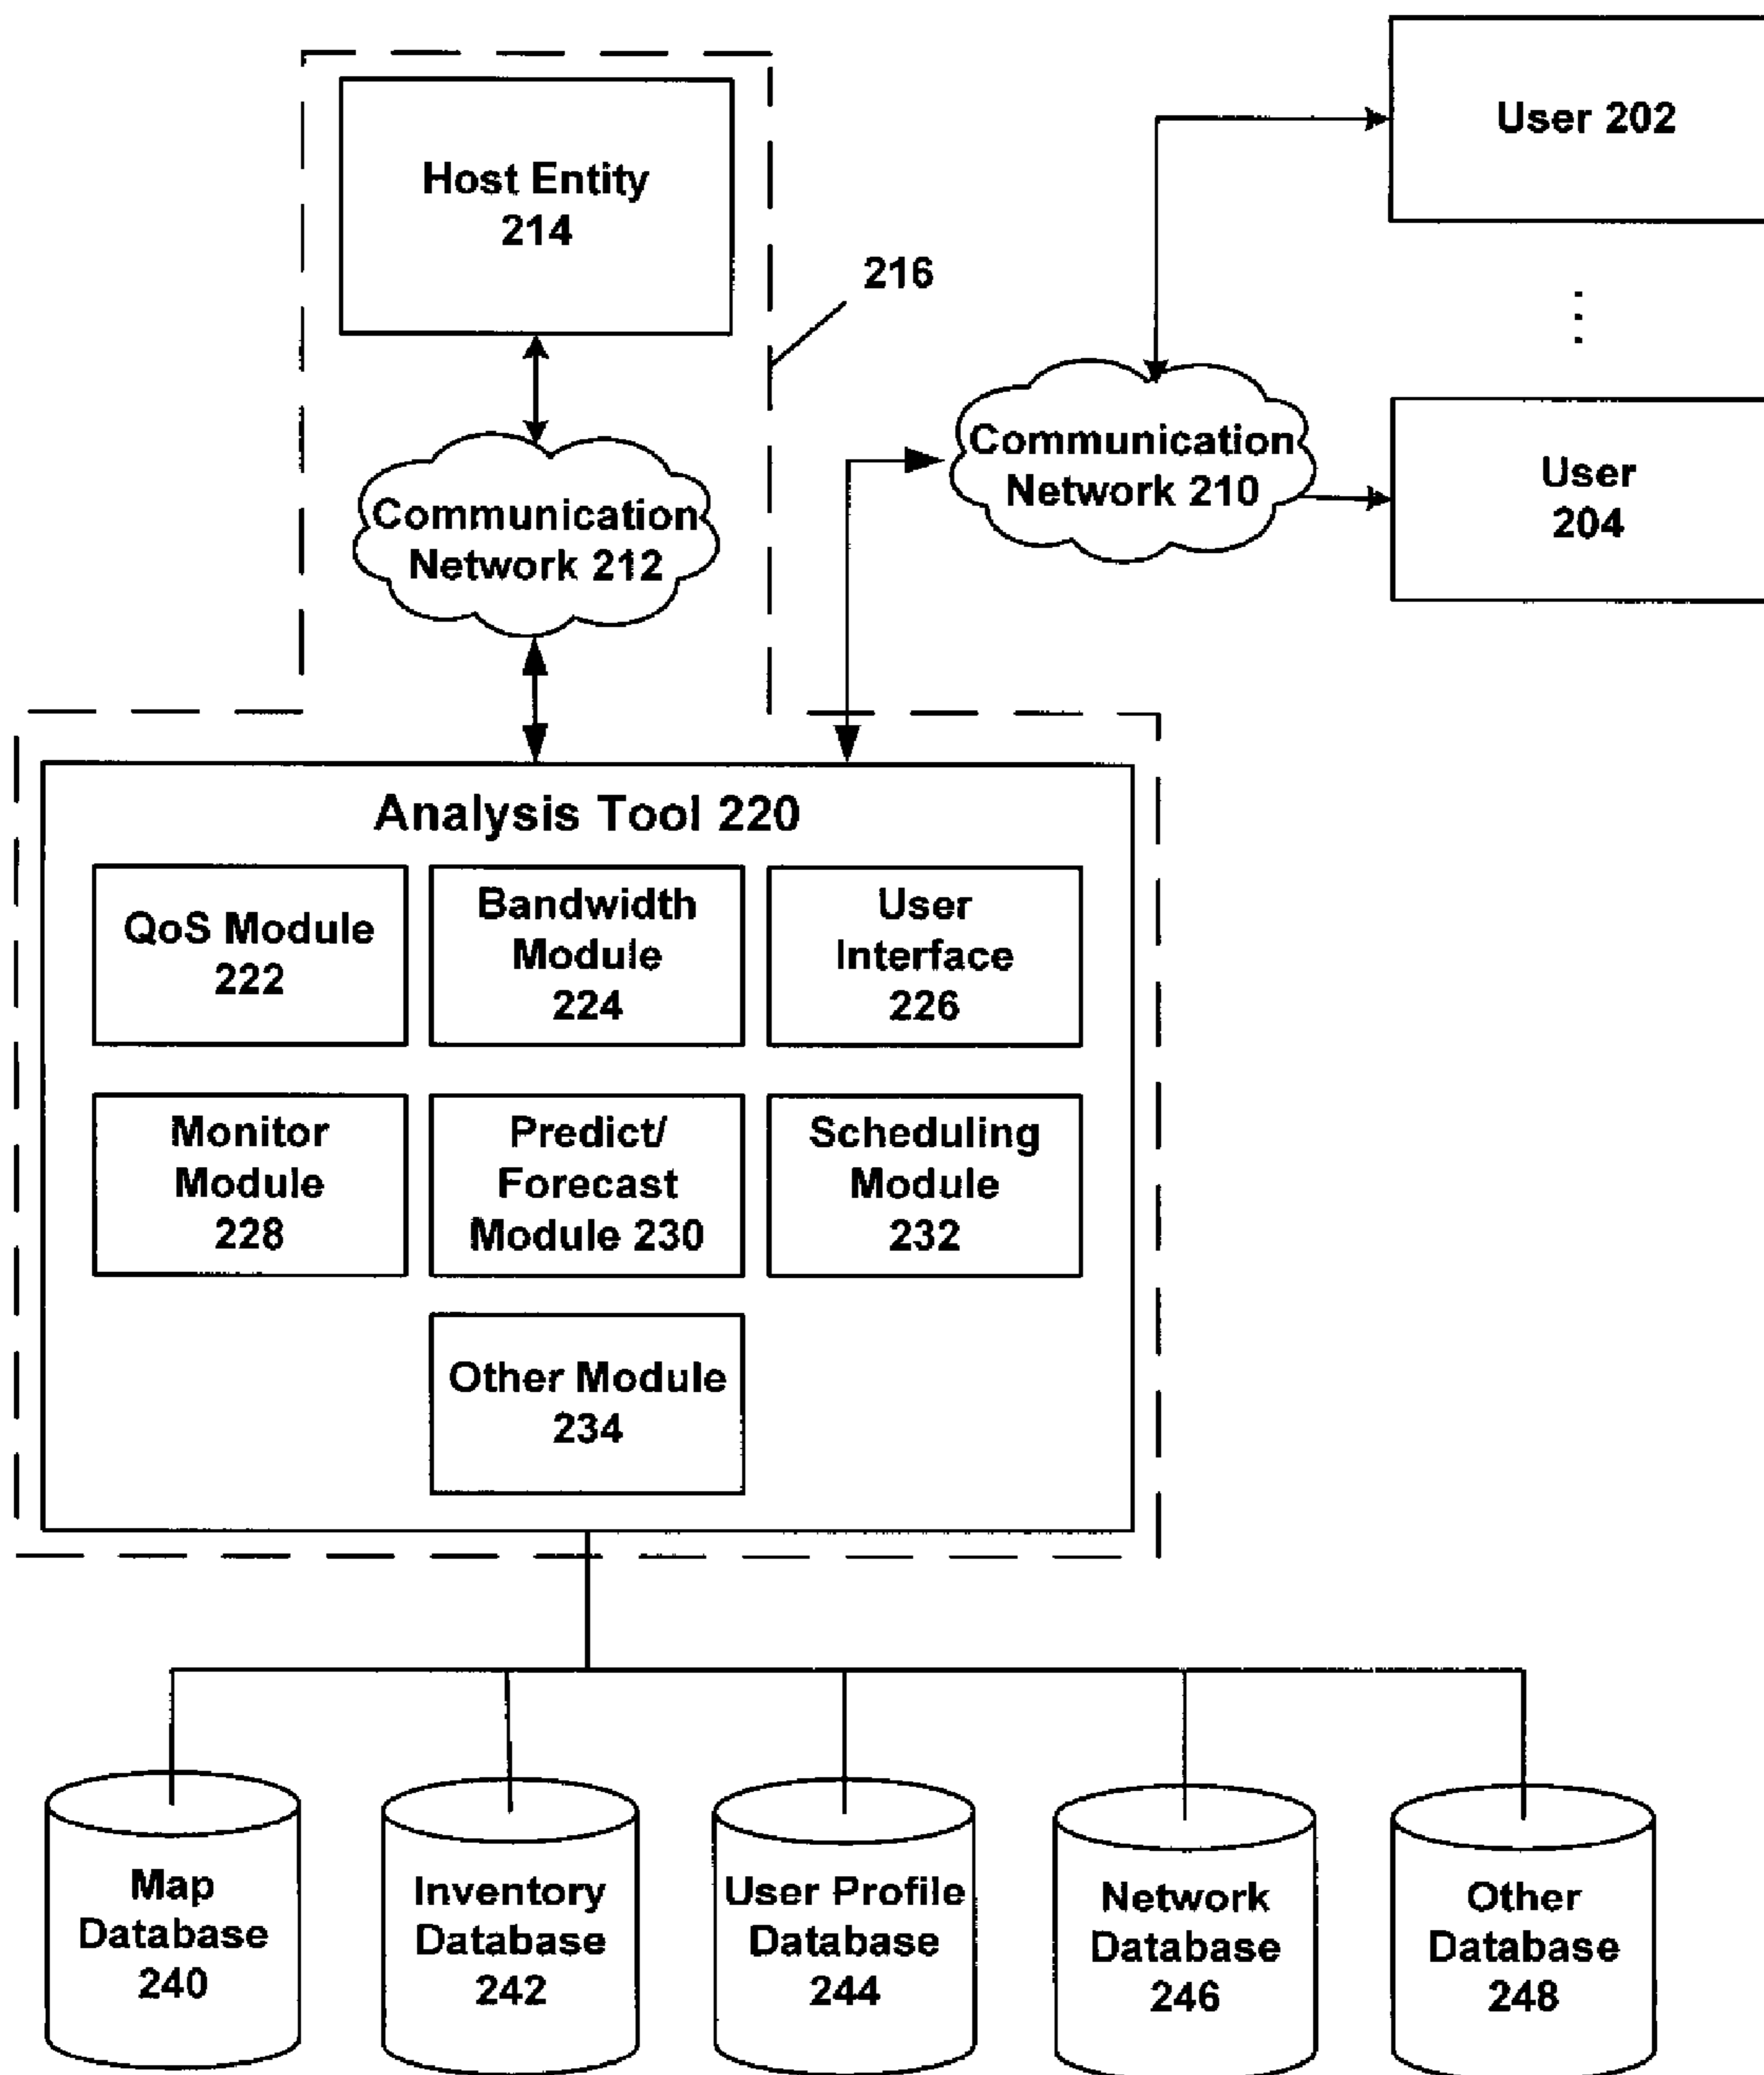 Host Entity
214
User 202
216
Communication
Network 210
User
204
Communication
Network 212
Analysis Tool 220
QoS Module
222
Bandwidth
Module
224
User
Interface
226
Monitor
Module
228
Predict/
Forecast
Module 230
Scheduling
Module
232
Other Module
234
Map
Database
240
Inventory
Database
242
User Profile
Database
244
Network
Database
246
Other
Database
248